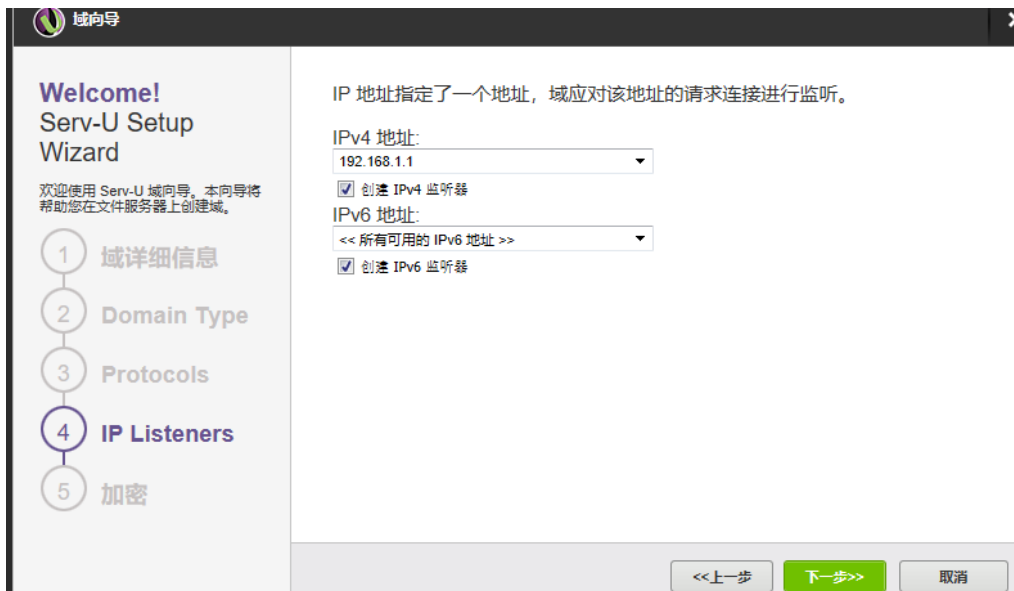 域向导
Welcome!
Serv-U Setup
Wizard
欢迎使用 Serv-U 域向导。本向导将
帮助您在文件服务器上创建域。
1 域详细信息
2 Domain Type
3 Protocols
4 IP Listeners
5 加密
IP 地址指定了一个地址，域应对该地址的请求连接进行监听。
IPv4 地址:
192.168.1.1
创建 IPv4 监听器
IPv6 地址:
<< 所有可用的 IPv6 地址 >>
创建 IPv6 监听器
<<上一步
下一步>>
取消